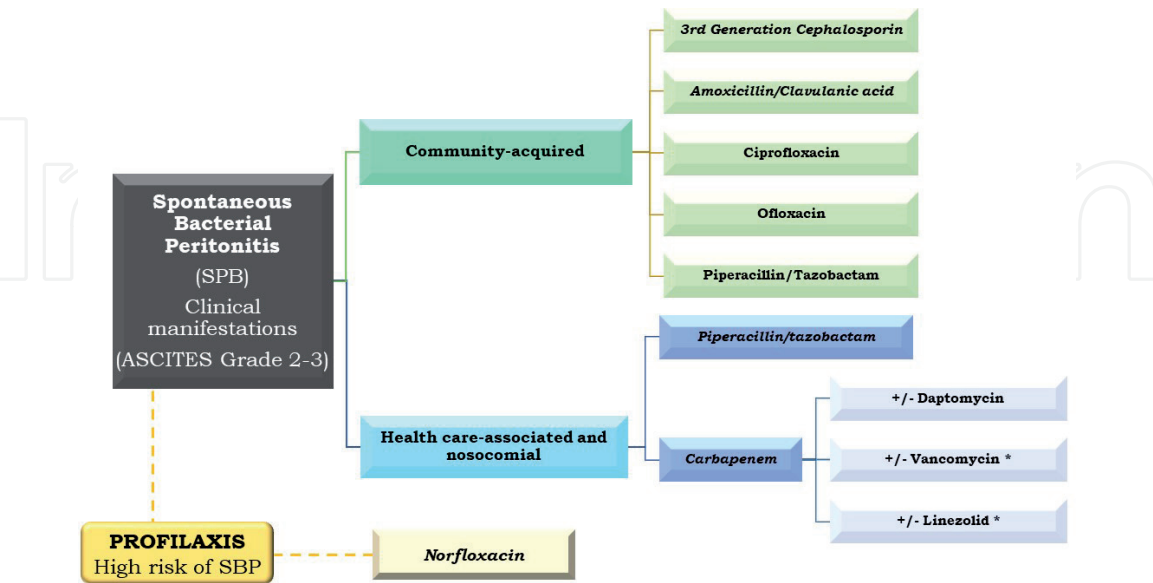 Spontaneous
Bacterial
Peritonitis
(SPB)
Clinical
manifestations
(ASCITES Grade 2-3)
Community-acquired
3rd Generation Cephalosporin
Amoxicillin/Clavulanic acid
Ciprofloxacin
Ofloxacin
Piperacillin/Tazobactam
Health care-associated and
nosocomial
Piperacillin/tazobactam
Carbapenem
+/- Daptomycin
+/- Vancomycin *
+/- Linezolid *
PROFILAXIS
High risk of SBP
Norfloxacin